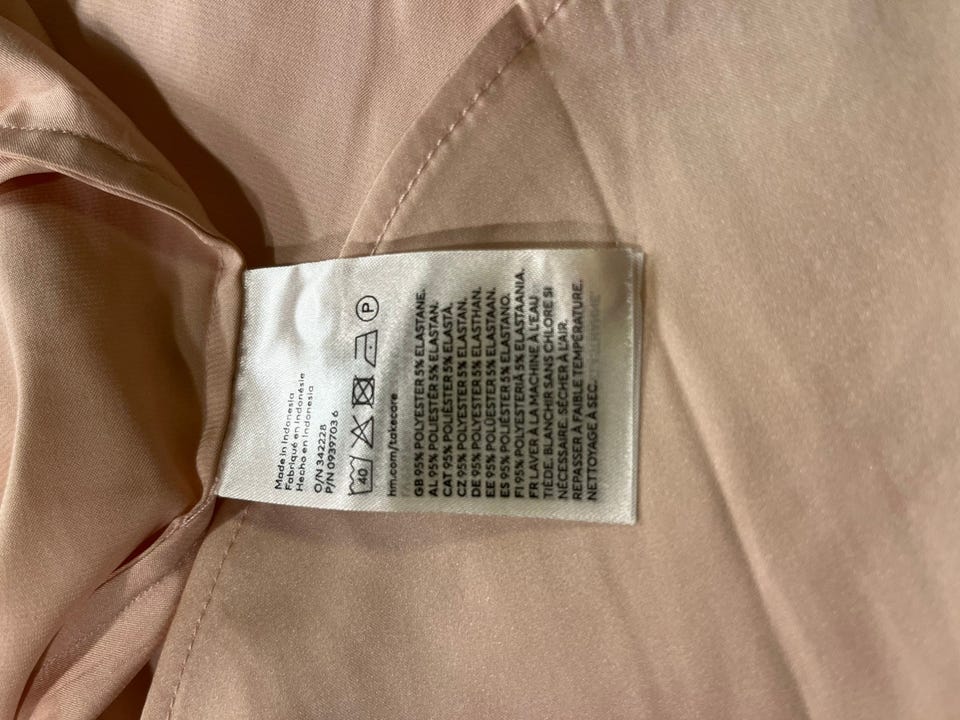 Made in Indonesia
Fabriqué en Indonésie
Hecho en Indonesia
O/N 342228
P/N 0939703 6
40 P
hm.com/takecare
GB 95% POLYESTER 5% ELASTANE.
AL 95% POLIESTËR 5% ELASTAN.
CAT 95% POLIÈSTER 5% ELASTÀ.
CZ 95% POLYESTER 5% ELASTAN.
DE 95% POLYESTER 5% ELASTHAN.
EE 95% POLÜESTER 5% ELASTAAN.
ES 95% POLIÉSTER 5% ELASTANO.
FI 95% POLYESTERIÄ 5% ELASTAANIA.
FR LAVER À LA MACHINE À L'EAU
TIÈDE. BLANCHIR SANS CHLORE SI
NÉCESSAIRE. SÉCHER À L'AIR.
REPASSER À FAIBLE TEMPÉRATURE.
NETTOYAGE À SEC.